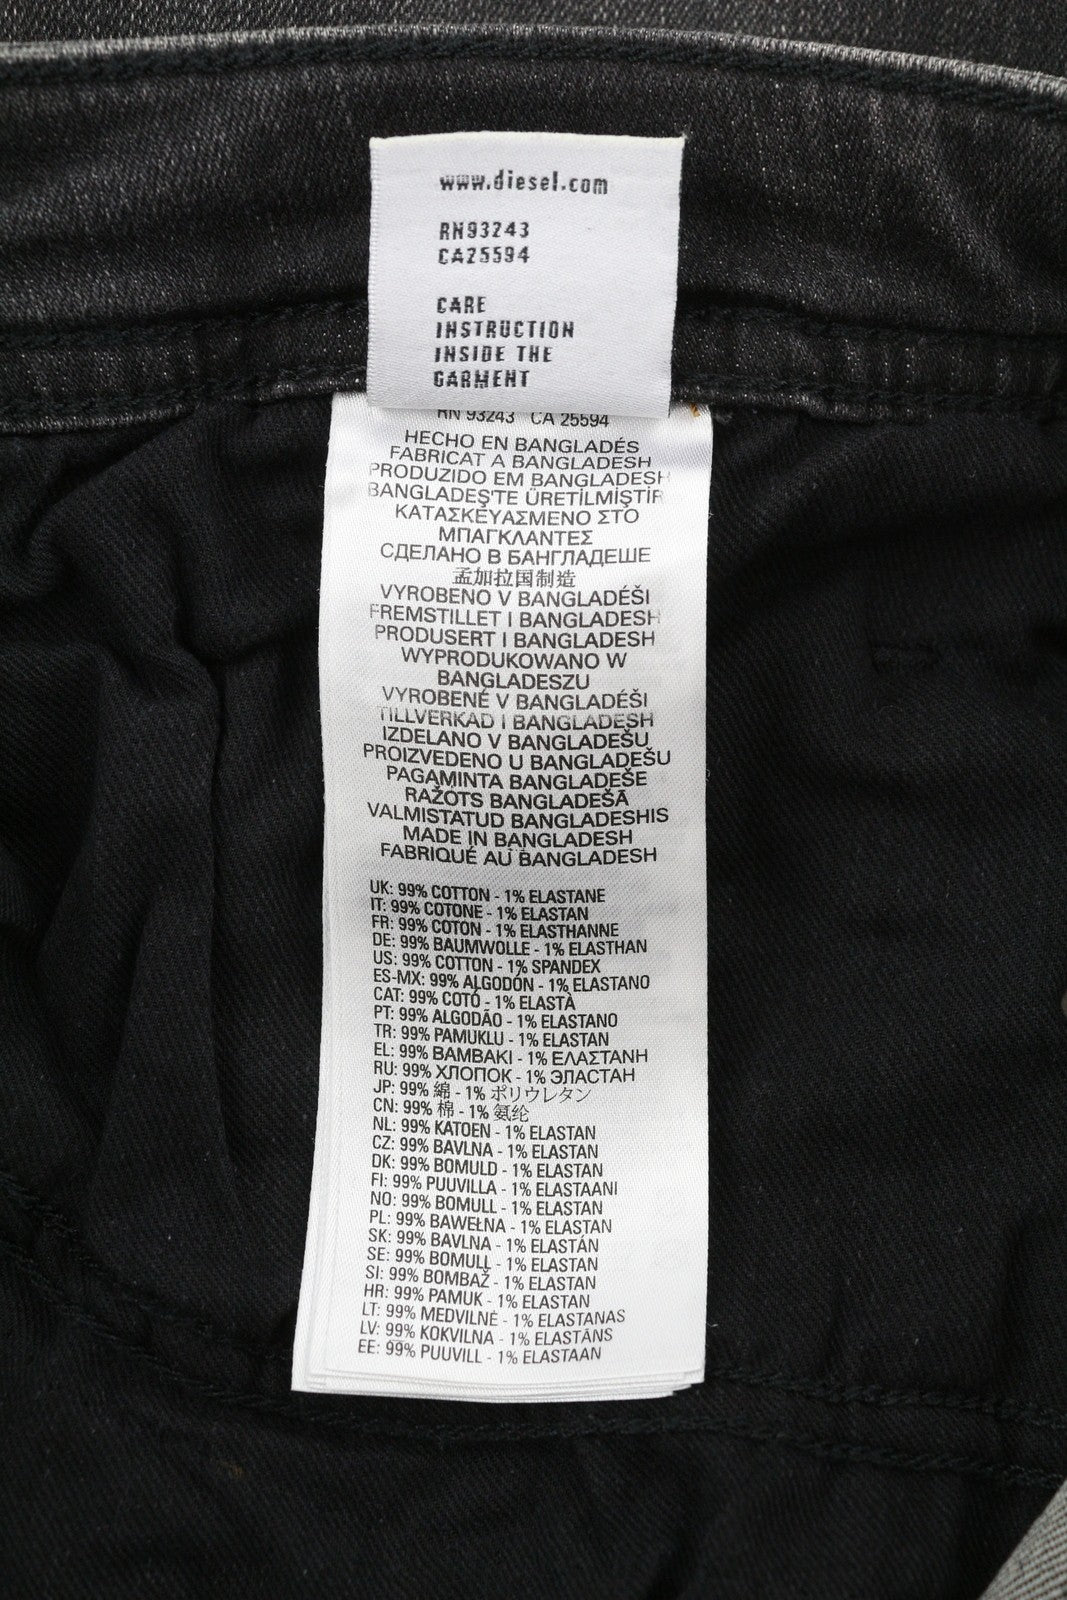 www.diesel.com
RN93243
CA25594
CARE
INSTRUCTION
INSIDE THE
GARMENT
RN 93243 CA 25594
HECHO EN BANGLADÉS
FABRICAT A BANGLADESH
PRODUZIDO EM BANGLADESH
BANGLADEŞ'TE ÜRETİLMİŞTİR
ΚΑΤΑΣΚΕΥΑΣΜΕΝΟ ΣΤΟ
ΜΠΑΓΚΛΑΝΤΕΣ
СДЕЛАНО В БАНГЛАДЕШЕ
孟加拉国制造
VYROBENO V BANGLADÉŠI
FREMSTILLET I BANGLADESH
PRODUSERT I BANGLADESH
WYPRODUKOWANO W
BANGLADESZU
VYROBENÉ V BANGLADÉŠI
TILLVERKAD I BANGLADESH
IZDELANO V BANGLADEŠU
PROIZVEDENO U BANGLADEŠU
PAGAMINTA BANGLADEŠE
RAŽOTS BANGLADEŠĀ
VALMISTATUD BANGLADESHIS
MADE IN BANGLADESH
FABRIQUÉ AU BANGLADESH
UK: 99% COTTON - 1% ELASTANE
IT: 99% COTONE - 1% ELASTAN
FR: 99% COTON - 1% ELASTHANNE
DE: 99% BAUMWOLLE - 1% ELASTHAN
US: 99% COTTON - 1% SPANDEX
ES-MX: 99% ALGODÓN - 1% ELASTANO
CAT: 99% COTÓ - 1% ELASTÀ
PT: 99% ALGODÃO - 1% ELASTANO
TR: 99% PAMUKLU - 1% ELASTAN
EL: 99% ΒΑΜΒΑΚΙ - 1% ΕΛΑΣΤΑΝΗ
RU: 99% ХЛОПОК - 1% ЭЛАСТАН
JP: 99% 綿 - 1% ポリウレタン
CN: 99% 棉 - 1% 氨纶
NL: 99% KATOEN - 1% ELASTAN
CZ: 99% BAVLNA - 1% ELASTAN
DK: 99% BOMULD - 1% ELASTAN
FI: 99% PUUVILLA - 1% ELASTAANI
NO: 99% BOMULL - 1% ELASTAN
PL: 99% BAWEŁNA - 1% ELASTAN
SK: 99% BAVLNA - 1% ELASTÁN
SE: 99% BOMULL - 1% ELASTAN
SI: 99% BOMBAŽ - 1% ELASTAN
HR: 99% PAMUK - 1% ELASTAN
LT: 99% MEDVILNĖ - 1% ELASTANAS
LV: 99% KOKVILNA - 1% ELASTĀNS
EE: 99% PUUVILL - 1% ELASTAAN